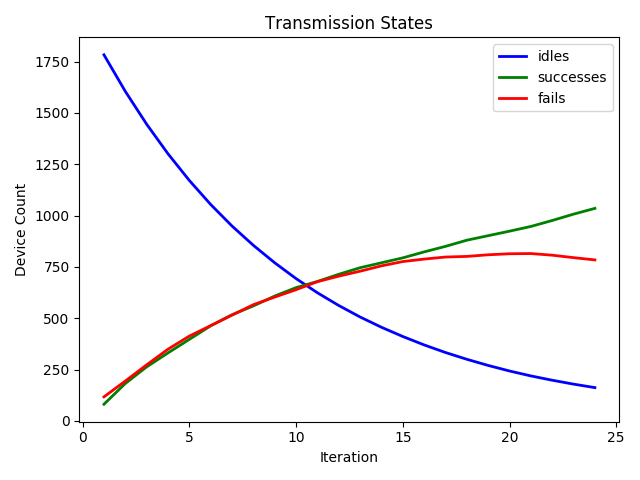 Transmission States
idles
successes
fails
Device Count
1750
1500
1250
1000
750
500
250
0
0 5 10 15 20 25
Iteration